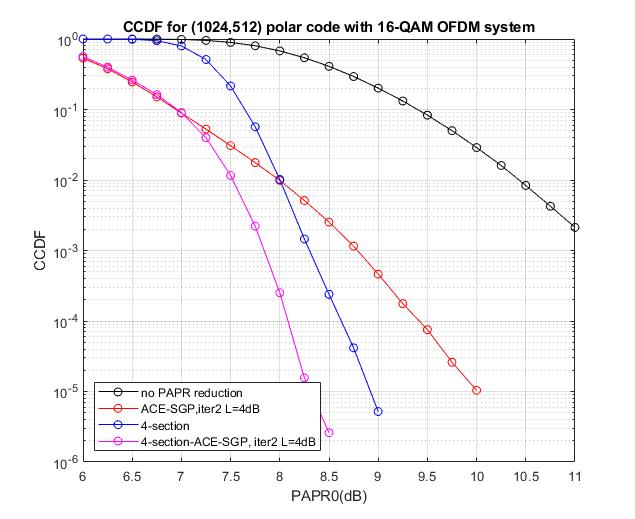 CCDF for (1024,512) polar code with 16-QAM OFDM system
10^0
10^-1
10^-2
10^-3
10^-4
10^-5
10^-6
CCDF
no PAPR reduction
ACE-SGP,iter2 L=4dB
4-section
4-section-ACE-SGP, iter2 L=4dB
6 6.5 7 7.5 8 8.5 9 9.5 10 10.5 11
PAPR0(dB)